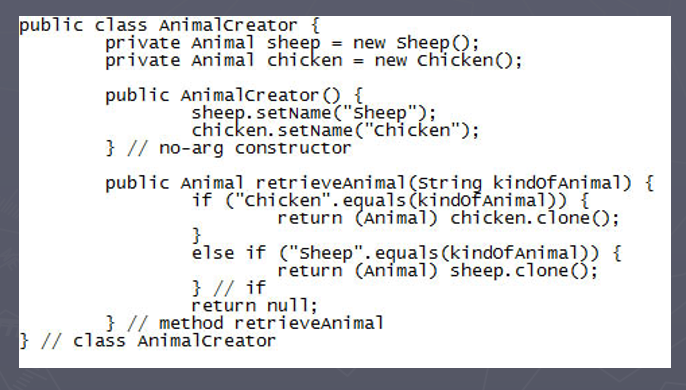 public class AnimalCreator {
        private Animal sheep = new Sheep();
        private Animal chicken = new Chicken();

        public AnimalCreator() {
                sheep.setName("Sheep");
                chicken.setName("Chicken");
        } // no-arg constructor

        public Animal retrieveAnimal(String kindOfAnimal) {
                if ("Chicken".equals(kindOfAnimal)) {
                        return (Animal) chicken.clone();
                }
                else if ("Sheep".equals(kindOfAnimal)) {
                        return (Animal) sheep.clone();
                } // if
                return null;
        } // method retrieveAnimal
} // class AnimalCreator